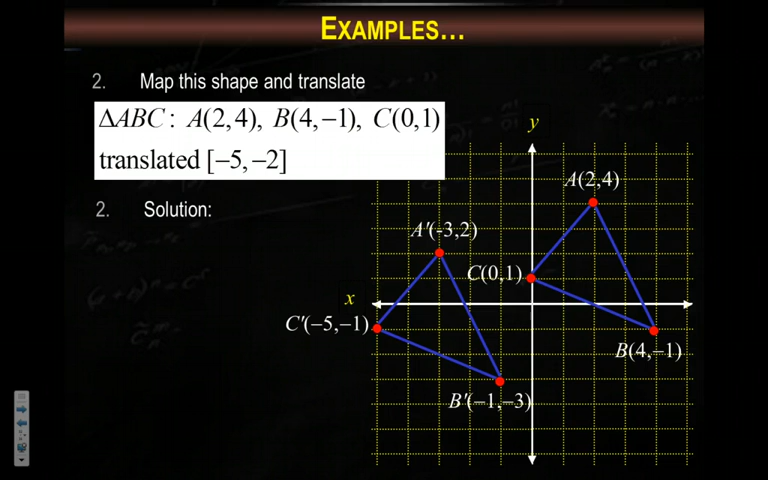 EXAMPLES...
2. Map this shape and translate
ΔABC: A(2,4), B(4,−1), C(0,1)
translated [−5,−2]
2. Solution:
y
A(2,4)
A'(-3,2)
C(0,1)
x
C'(−5,−1)
B(4,−1)
B'(−1,−3)